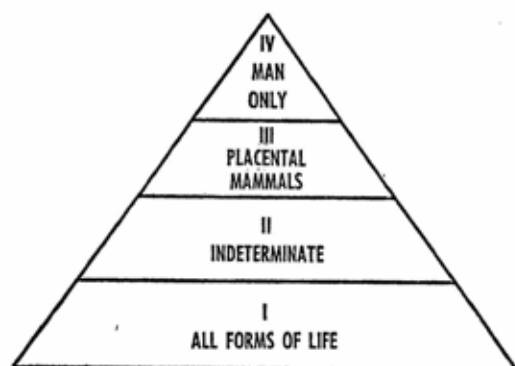 IV
MAN
ONLY
III
PLACENTAL
MAMMALS
II
INDETERMINATE
I
ALL FORMS OF LIFE